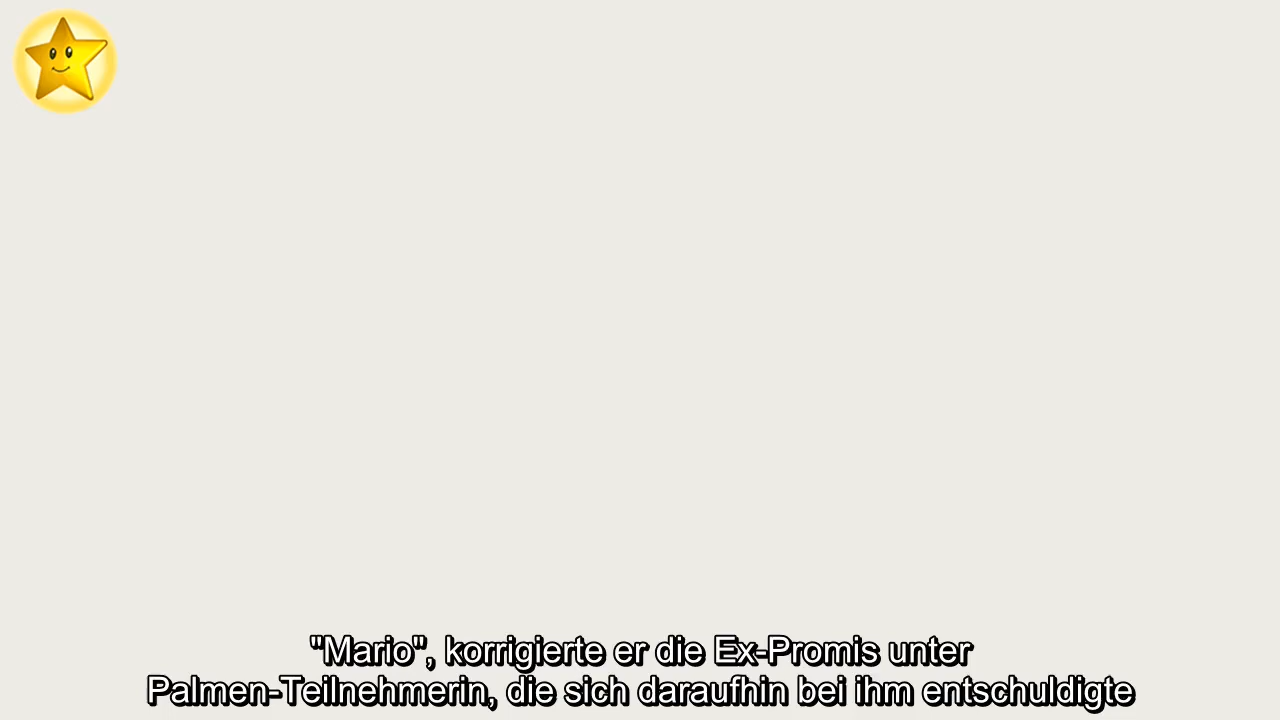 "Mario", korrigierte er die Ex-Promis unter
Palmen-Teilnehmerin, die sich daraufhin bei ihm entschuldigte